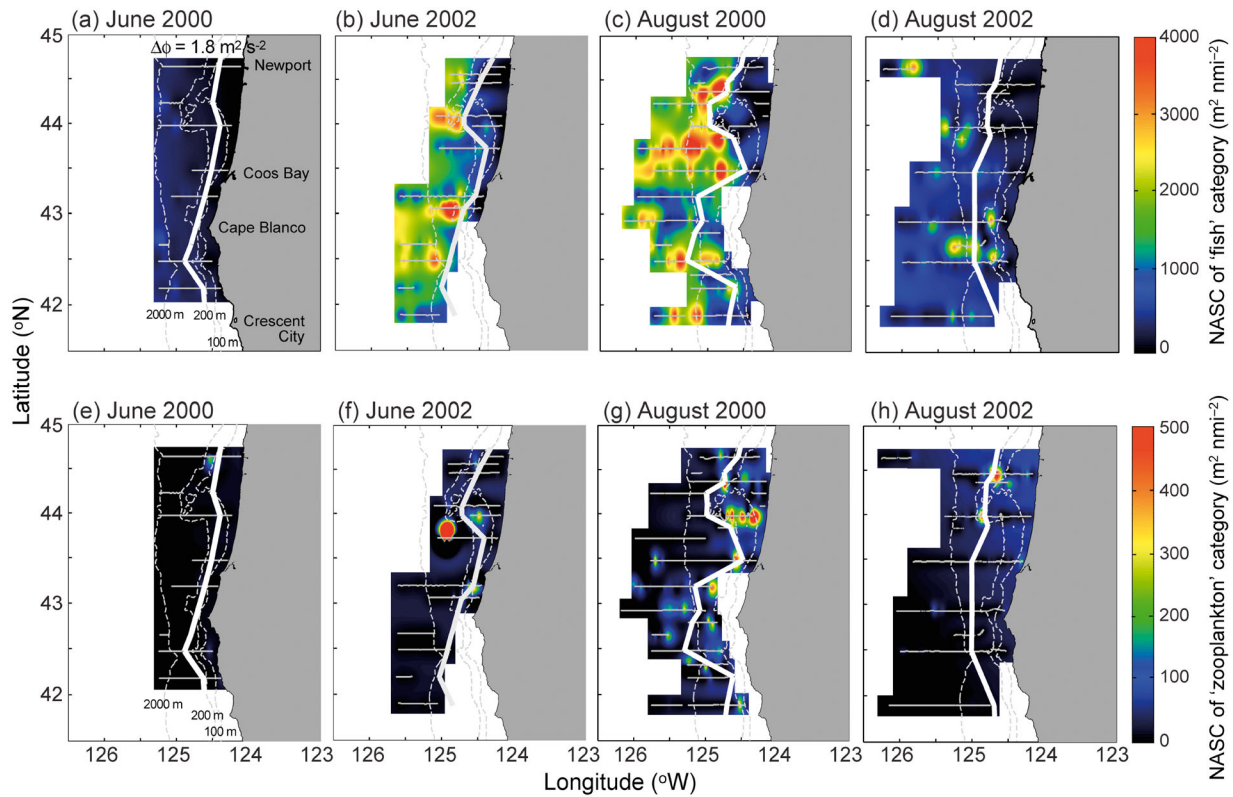 (a) June 2000
(b) June 2002
(c) August 2000
(d) August 2002
45
44
43
42
Δϕ = 1.8 m² s⁻²
Newport
Coos Bay
Cape Blanco
Crescent
City
2000 m
200 m
100 m
4000
3000
2000
1000
0
NASC of 'fish' category (m² nmi⁻²)
Latitude (°N)
(e) June 2000
(f) June 2002
(g) August 2000
(h) August 2002
45
44
43
42
2000 m
200 m
100 m
500
400
300
200
100
0
NASC of 'zooplankton' category (m² nmi⁻²)
126 125 124 123
126 125 124 123
126 125 124 123
126 125 124 123
Longitude (°W)